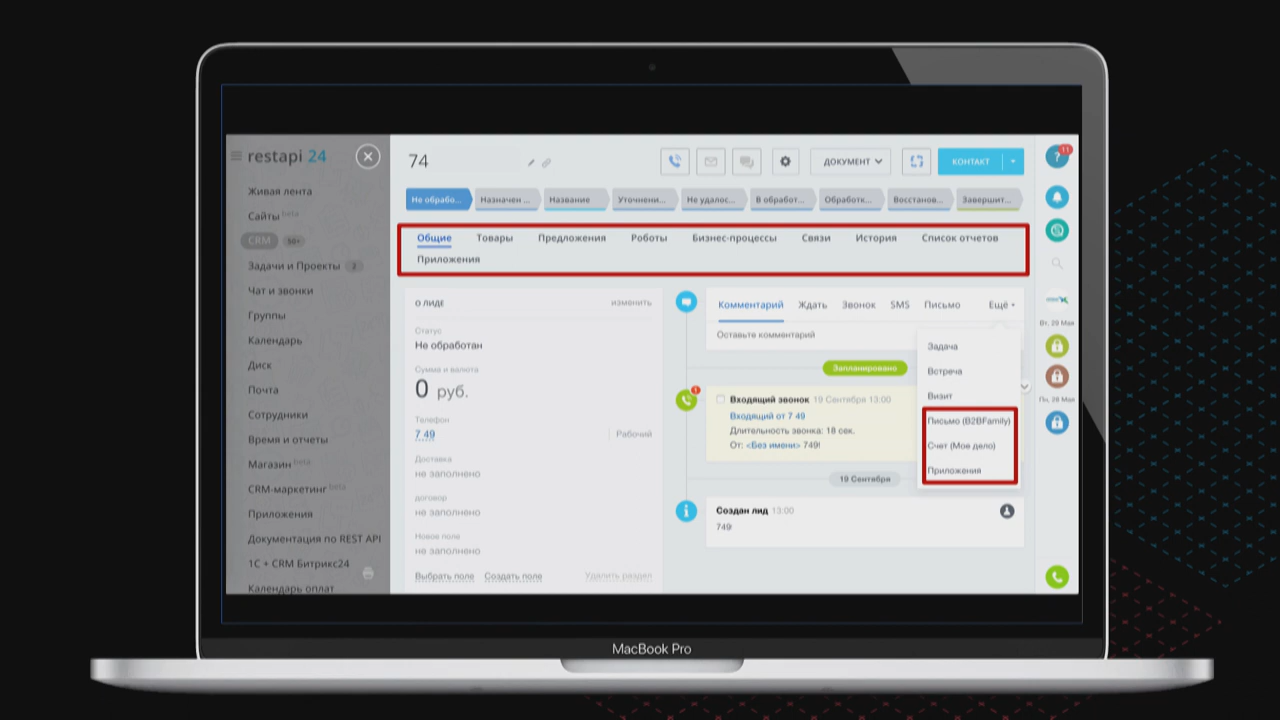 restapi 24
Живая лента
Сайты beta
CRM 50+
Задачи и Проекты 2
Чат и звонки
Группы
Календарь
Диск
Почта
Сотрудники
Время и отчеты
Магазин beta
CRM-маркетинг beta
Приложения
Документация по REST API
1С + CRM Битрикс24
Календарь оплат
74
ДОКУМЕНТ
КОНТАКТ
Не обрабо...
Назначен ...
Название
Уточнени...
Не удалос...
В обработ...
Обработк...
Восстанов...
Завершит...
Общие Товары Предложения Роботы Бизнес-процессы Связи История Список отчетов
Приложения
О ЛИДЕ изменить
Статус
Не обработан
Сумма и валюта
0 руб.
Телефон
7 49 Рабочий
Доставка
не заполнено
договор
не заполнено
Новое поле
не заполнено
Выбрать поле Создать поле Удалить раздел
Комментарий Ждать Звонок SMS Письмо Ещё
Оставьте комментарий
Запланировано
1
Входящий звонок 19 Сентября 13:00
Входящий от 7 49
Длительность звонка: 18 сек.
От: <Без имени> 749!
19 Сентября
Создан лид 13:00
749!
Задача
Встреча
Визит
Письмо (B2BFamily)
Счет (Мое дело)
Приложения
? 11
Вт, 29 Мая
Пн, 28 Мая
MacBook Pro